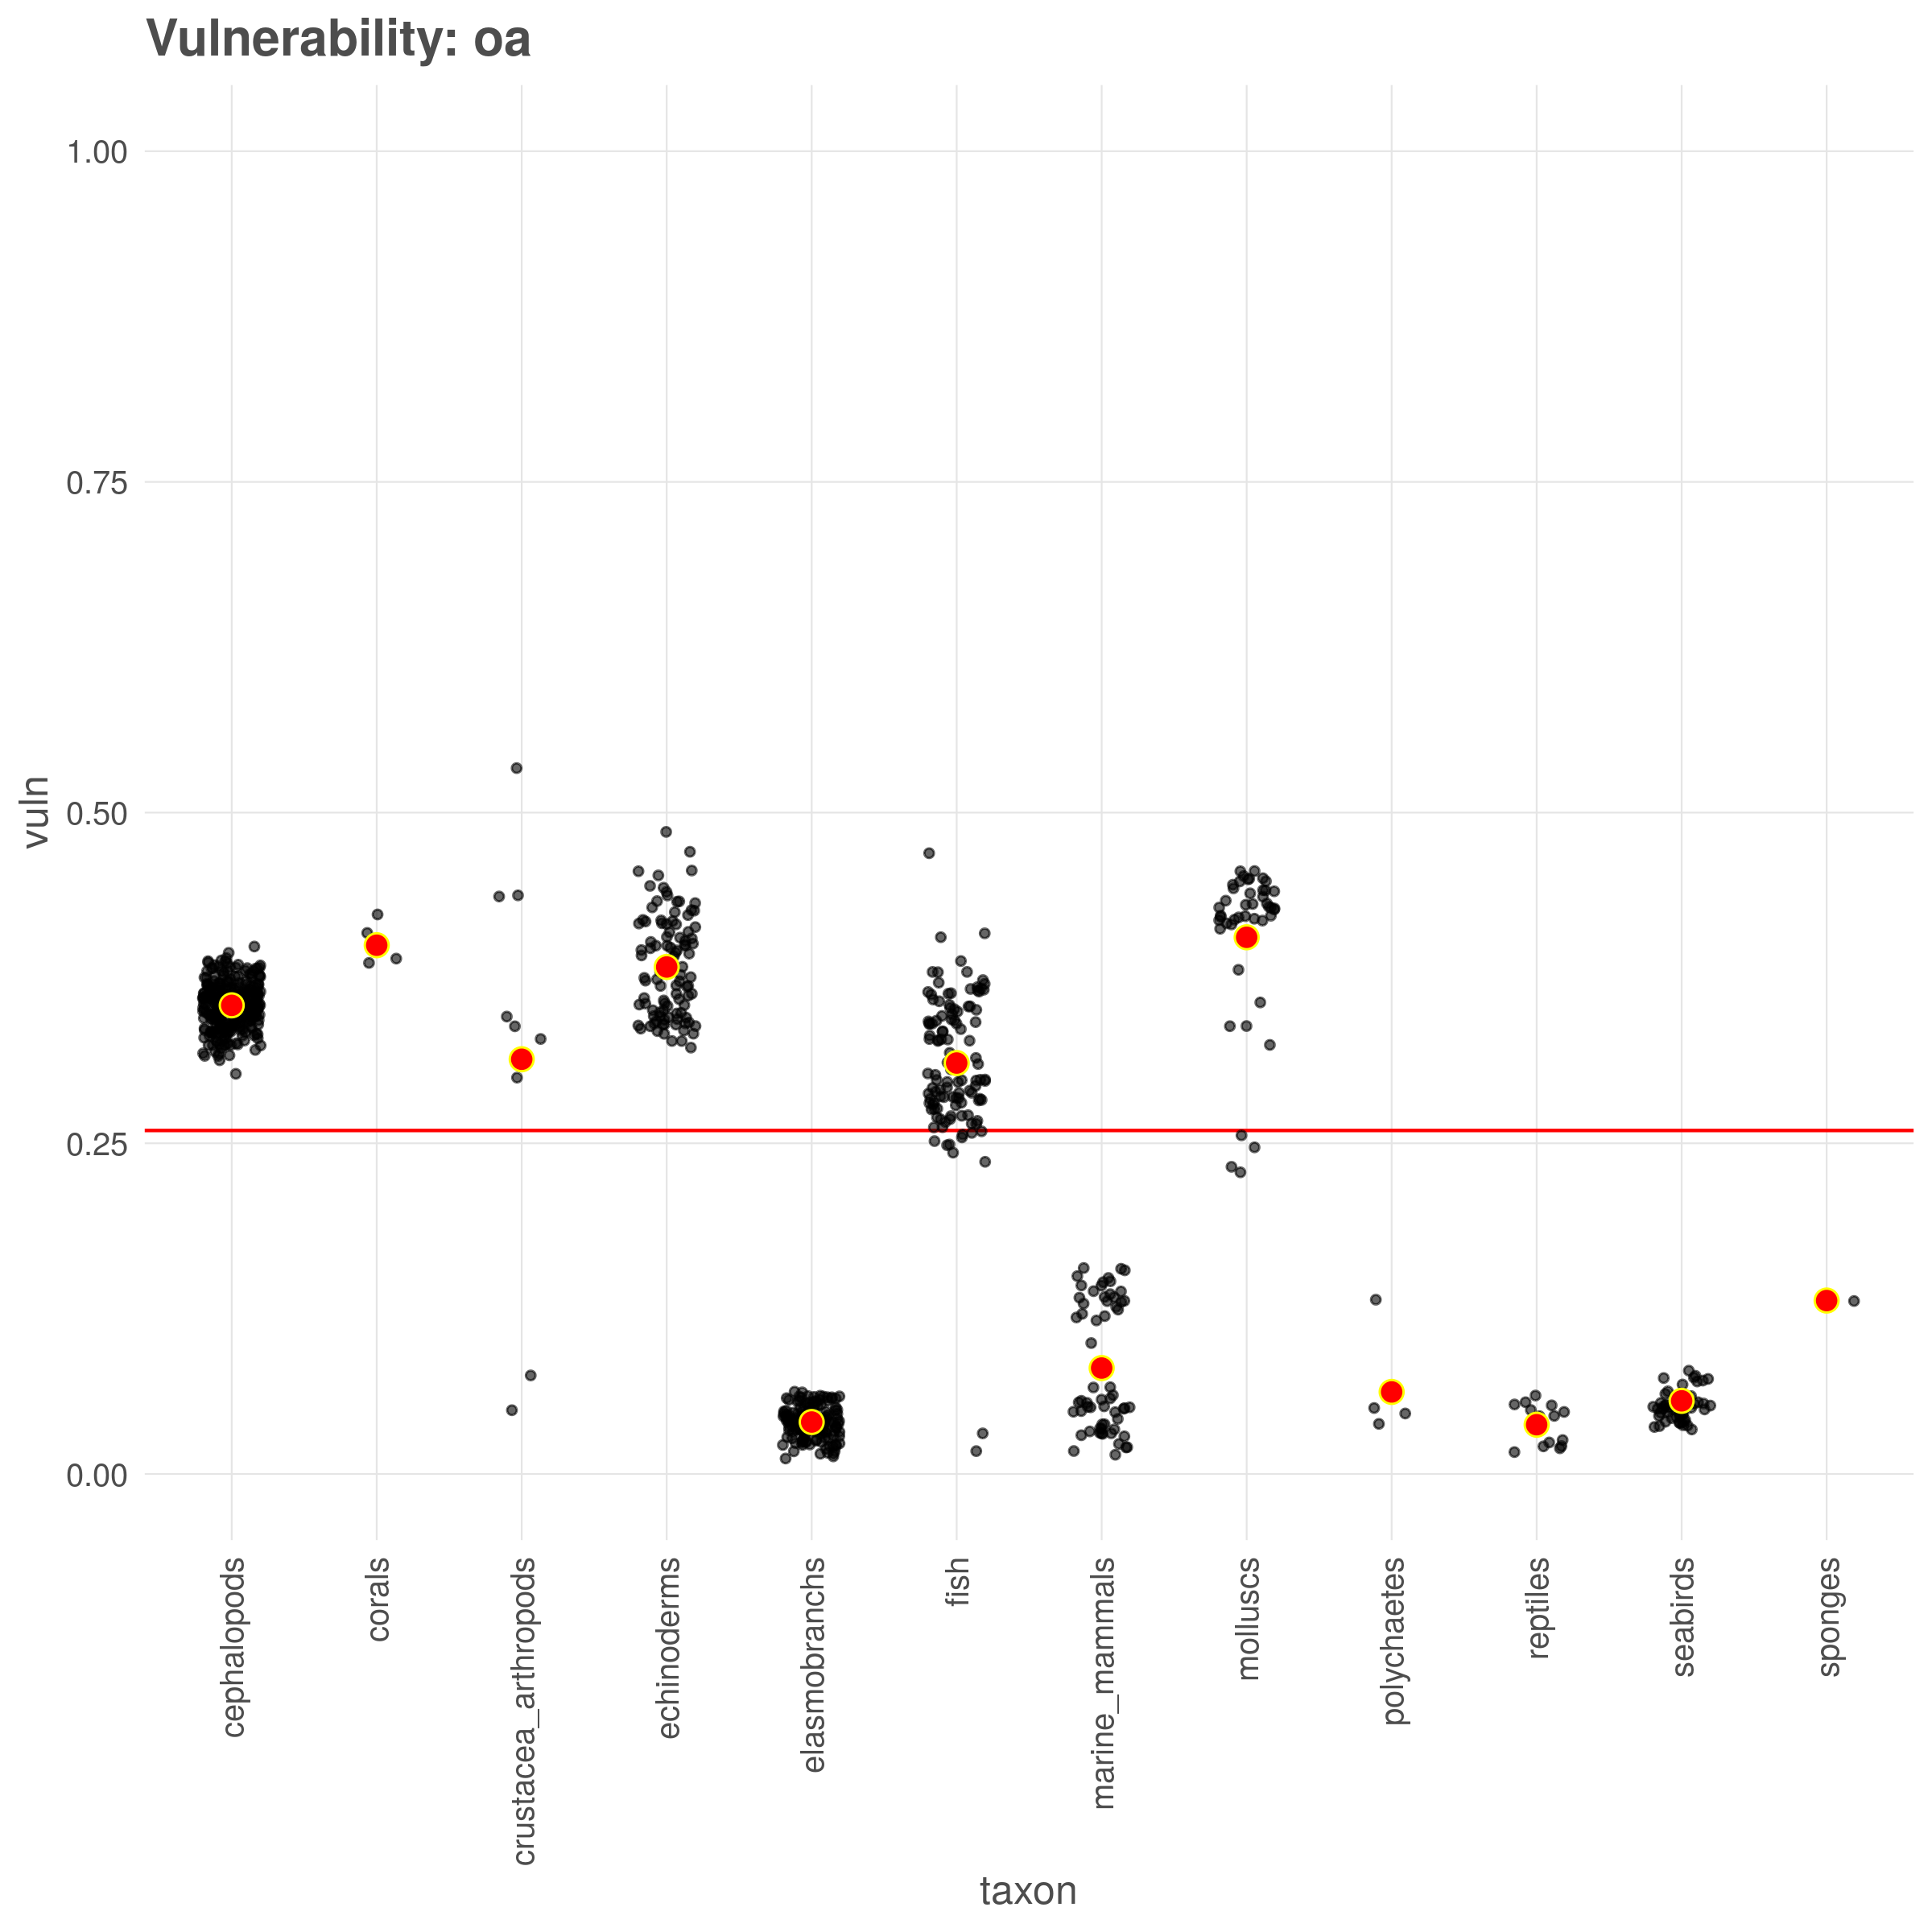 Vulnerability: oa
1.00
0.75
0.50
0.25
0.00
vuln
cephalopods
corals
crustacea_arthropods
echinoderms
elasmobranchs
fish
marine_mammals
molluscs
polychaetes
reptiles
seabirds
sponges
taxon